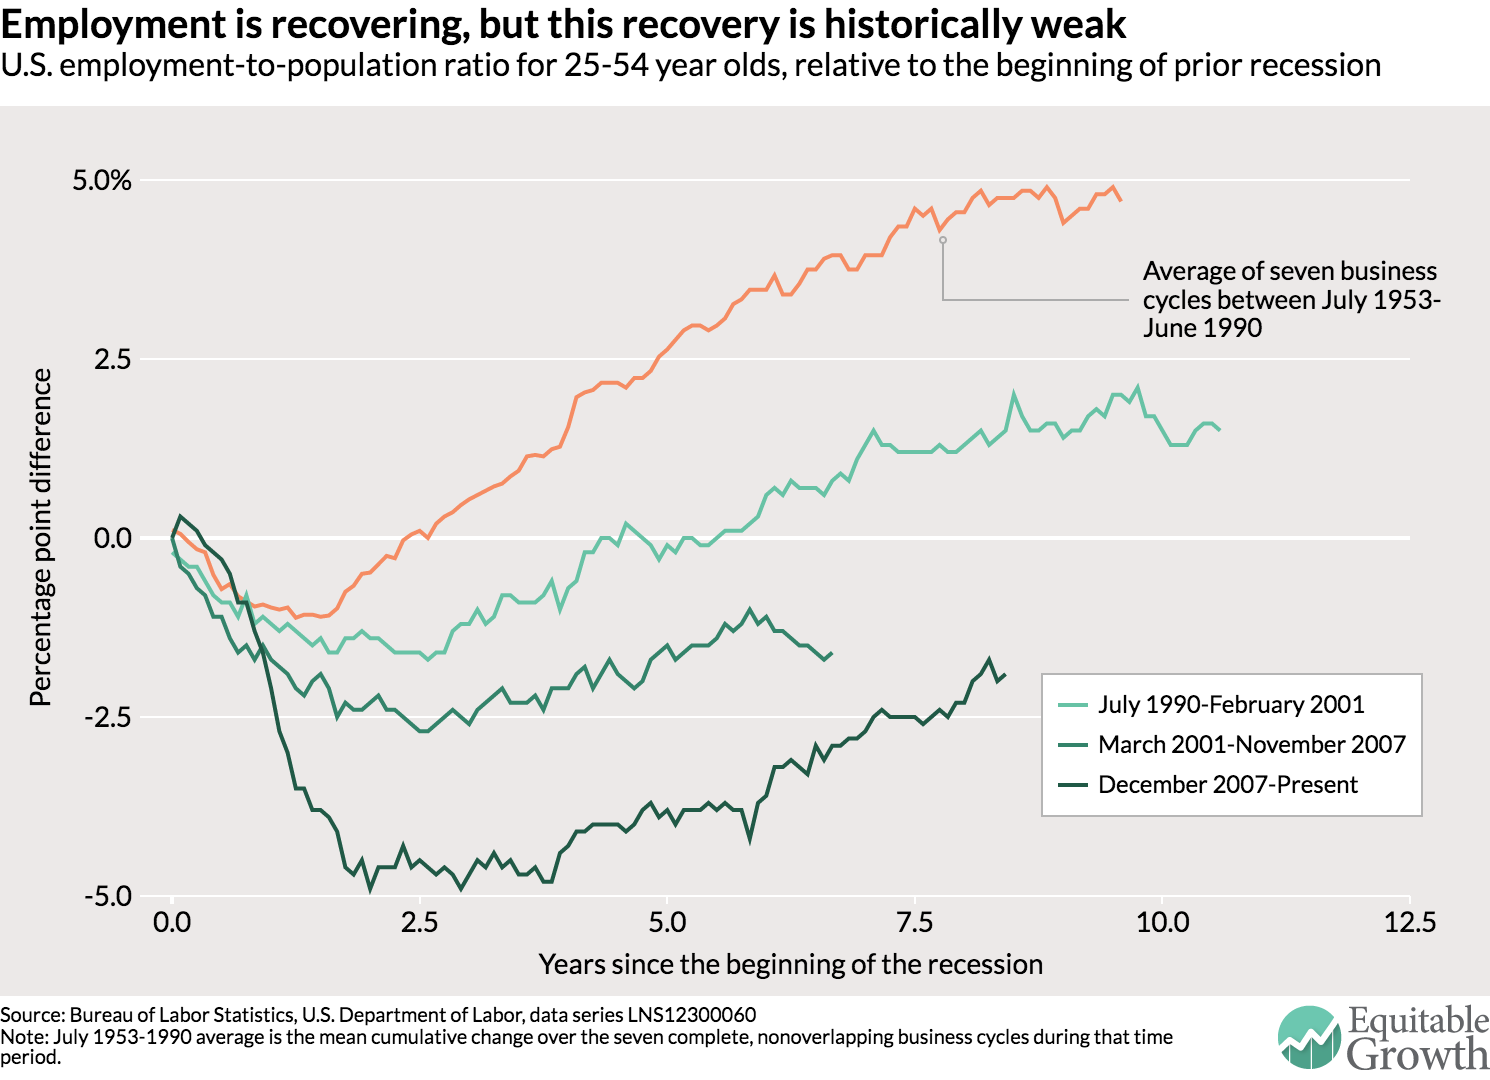 Employment is recovering, but this recovery is historically weak
U.S. employment-to-population ratio for 25-54 year olds, relative to the beginning of prior recession
5.0%
2.5
0.0
-2.5
-5.0
Percentage point difference
Average of seven business
cycles between July 1953-
June 1990
July 1990-February 2001
March 2001-November 2007
December 2007-Present
0.0
2.5
5.0
7.5
10.0
12.5
Years since the beginning of the recession
Source: Bureau of Labor Statistics, U.S. Department of Labor, data series LNS12300060
Note: July 1953-1990 average is the mean cumulative change over the seven complete, nonoverlapping business cycles during that time
period.
Equitable
Growth